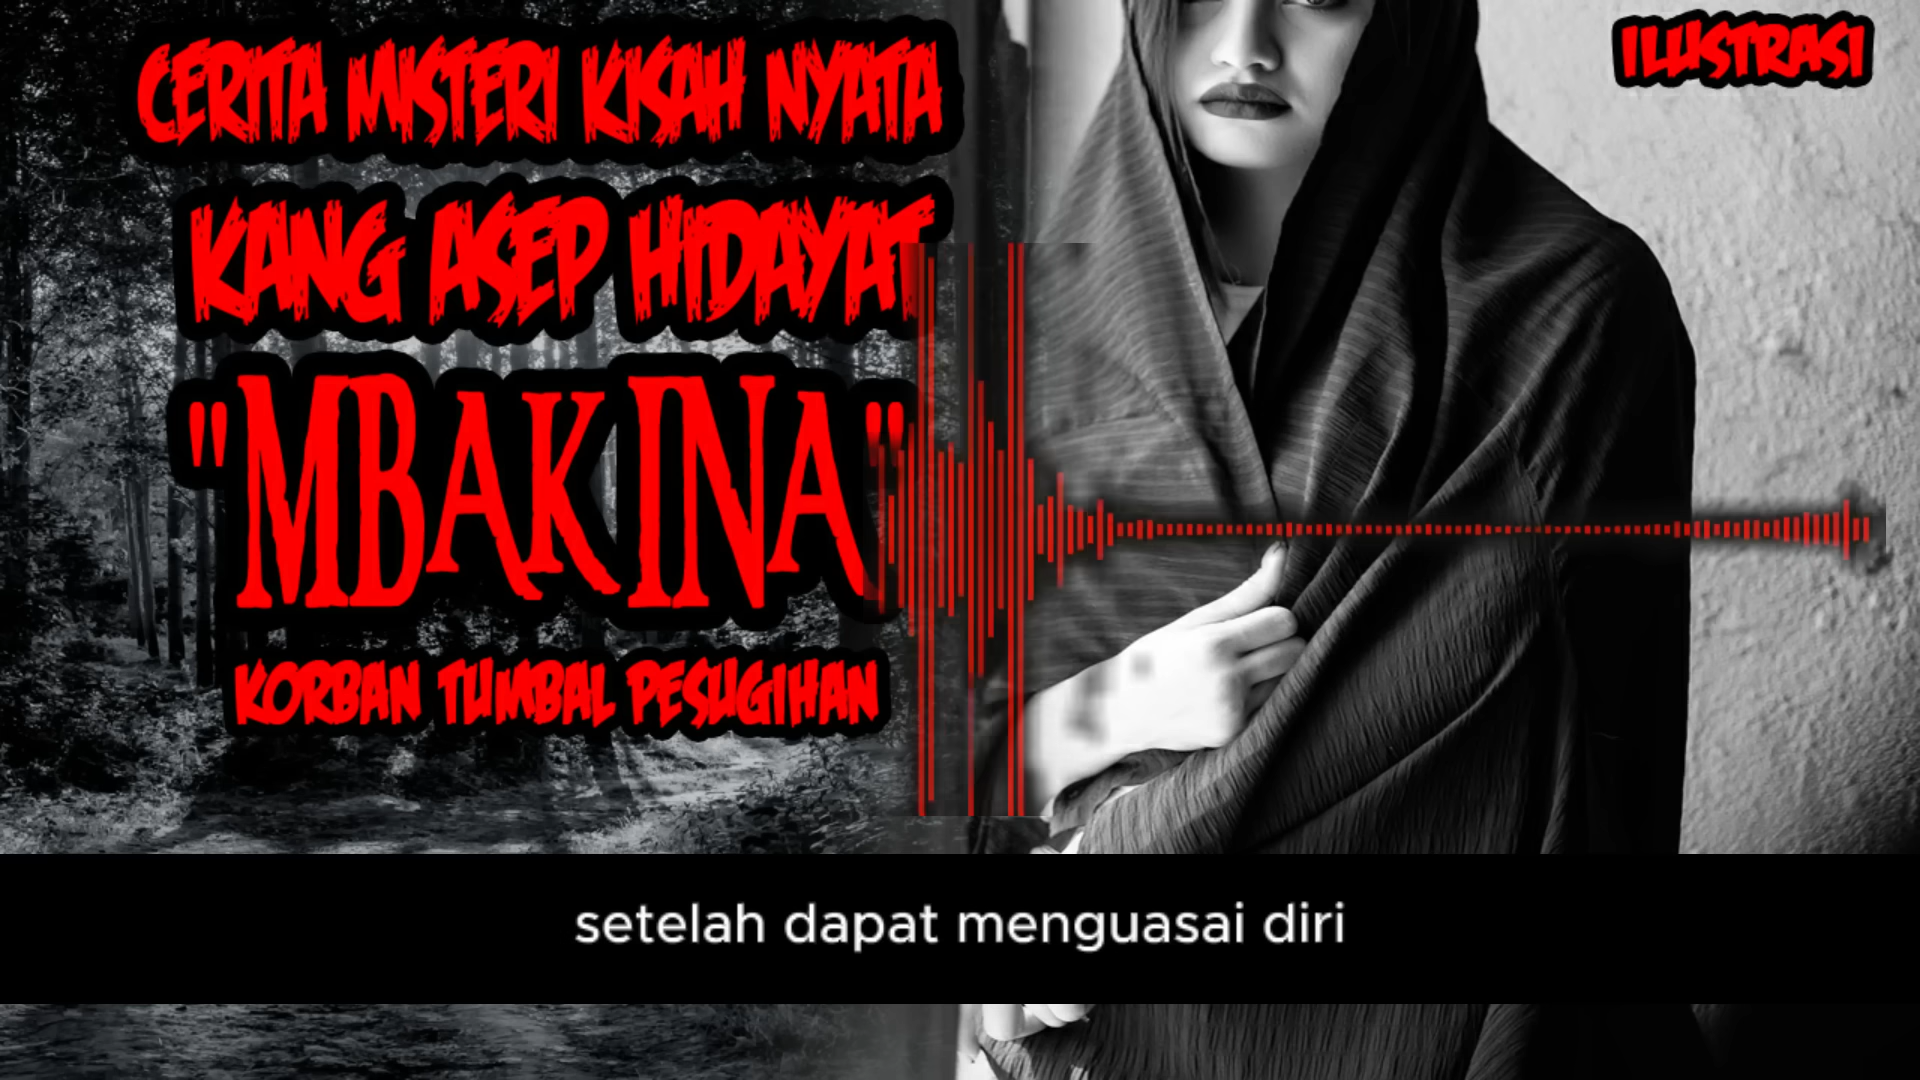 CERITA MISTERI KISAH NYATA
KANG ASEP HIDAYAT
"MBAK INA"
KORBAN TUMBAL PESUGIHAN
ILUSTRASI
setelah dapat menguasai diri